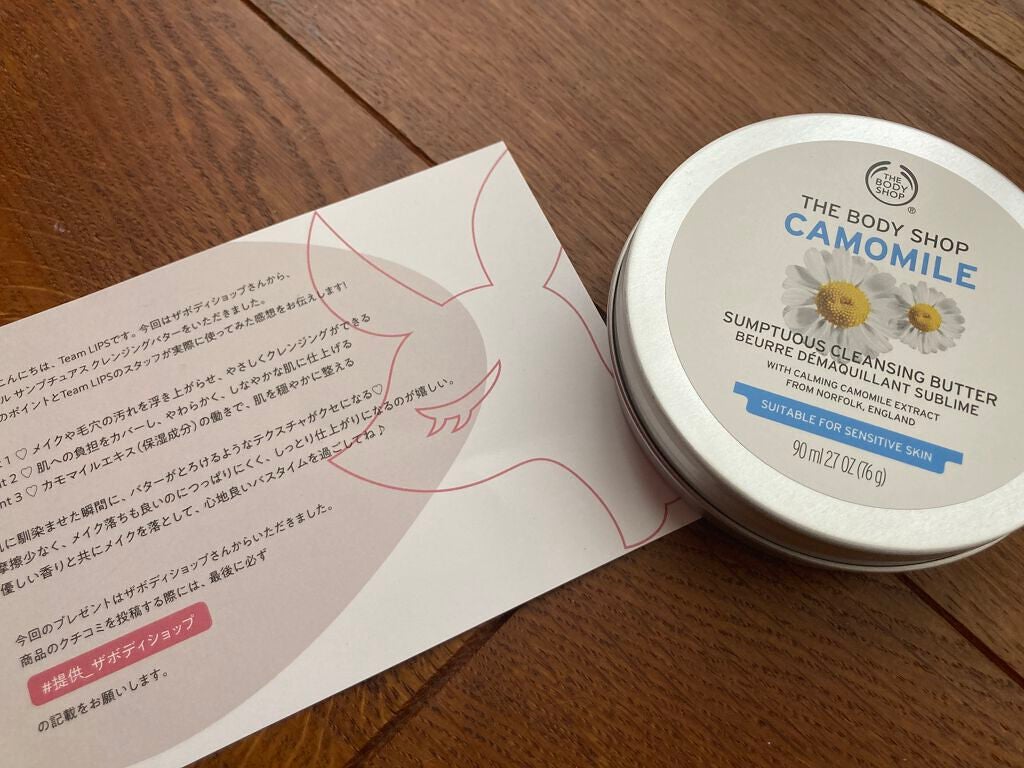 こんにちは、Team LIPSです。今回はザボディショップさんから、
ル サンプチュアス クレンジングバターをいただきました。
のポイントとTeam LIPSのスタッフが実際に使ってみた感想をお伝えします!
1 ♡ メイクや毛穴の汚れを浮き上がらせ、やさしくクレンジングができる
nt 2 ♡ 肌への負担をカバーし、やわらかく、しなやかな肌に仕上げる
nt 3 ♡ カモマイルエキス(保湿成分)の働きで、肌を穏やかに整える
に馴染ませた瞬間に、バターがとろけるようなテクスチャがクセになる♡
摩擦少なく、メイク落ちも良いのにつっぱりにくく、しっとり仕上がりになるのが嬉しい。
優しい香りと共にメイクを落として、心地良いバスタイムを過ごしてね♪
今回のプレゼントはザボディショップさんからいただきました。
商品のクチコミを投稿する際には、最後に必ず
#提供_ザボディショップ
の記載をお願いします。
THE
BODY
SHOP
®
THE BODY SHOP
CAMOMILE
SUMPTUOUS CLEANSING BUTTER
BEURRE DÉMAQUILLANT SUBLIME
WITH CALMING CAMOMILE EXTRACT
FROM NORFOLK, ENGLAND
SUITABLE FOR SENSITIVE SKIN
90 ml 2.7 OZ (76 g)